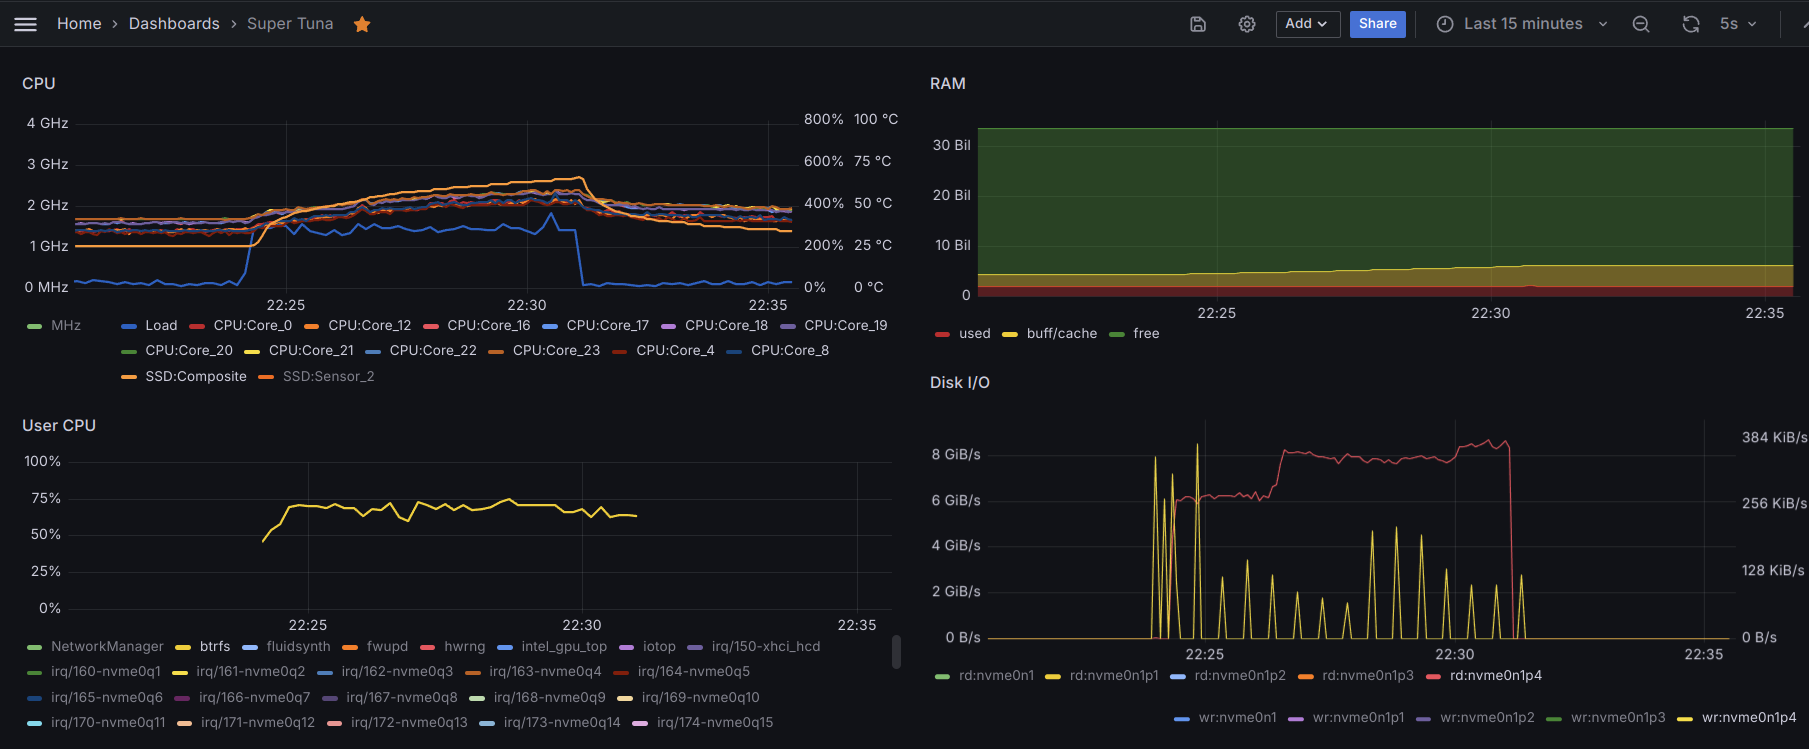 Home › Dashboards › Super Tuna
Add
Share
Last 15 minutes
5s
CPU
4 GHz
3 GHz
2 GHz
1 GHz
0 MHz
800% 100 °C
600% 75 °C
400% 50 °C
200% 25 °C
0% 0 °C
22:25 22:30 22:35
MHz Load CPU:Core_0 CPU:Core_12 CPU:Core_16 CPU:Core_17 CPU:Core_18 CPU:Core_19
CPU:Core_20 CPU:Core_21 CPU:Core_22 CPU:Core_23 CPU:Core_4 CPU:Core_8
SSD:Composite SSD:Sensor_2
User CPU
100%
75%
50%
25%
0%
22:25 22:30 22:35
NetworkManager btrfs fluidsynth fwupd hwrng intel_gpu_top iotop irq/150-xhci_hcd
irq/160-nvme0q1 irq/161-nvme0q2 irq/162-nvme0q3 irq/163-nvme0q4 irq/164-nvme0q5
irq/165-nvme0q6 irq/166-nvme0q7 irq/167-nvme0q8 irq/168-nvme0q9 irq/169-nvme0q10
irq/170-nvme0q11 irq/171-nvme0q12 irq/172-nvme0q13 irq/173-nvme0q14 irq/174-nvme0q15
RAM
30 Bil
20 Bil
10 Bil
0
22:25 22:30 22:35
used buff/cache free
Disk I/O
8 GiB/s
6 GiB/s
4 GiB/s
2 GiB/s
0 B/s
384 KiB/s
256 KiB/s
128 KiB/s
0 B/s
22:25 22:30 22:35
rd:nvme0n1 rd:nvme0n1p1 rd:nvme0n1p2 rd:nvme0n1p3 rd:nvme0n1p4
wr:nvme0n1 wr:nvme0n1p1 wr:nvme0n1p2 wr:nvme0n1p3 wr:nvme0n1p4